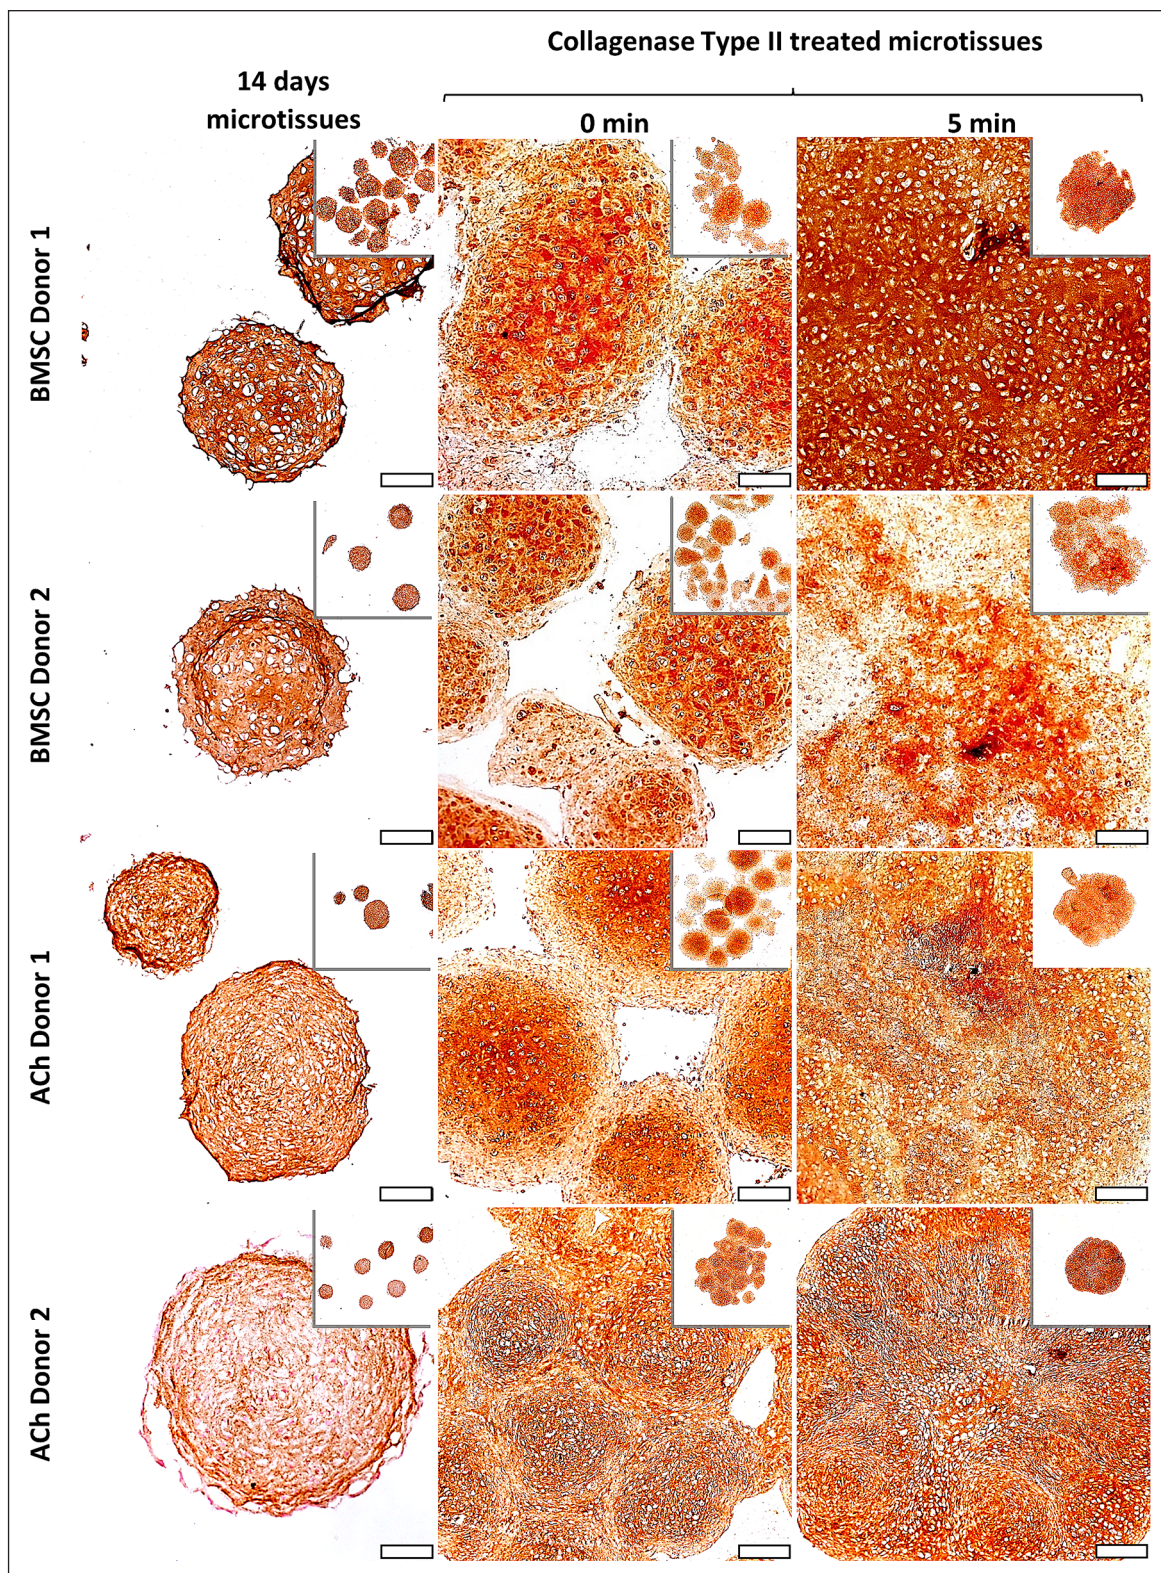 Collagenase Type II treated microtissues
14 days
microtissues
0 min
5 min
BMSC Donor 1
BMSC Donor 2
ACh Donor 1
ACh Donor 2